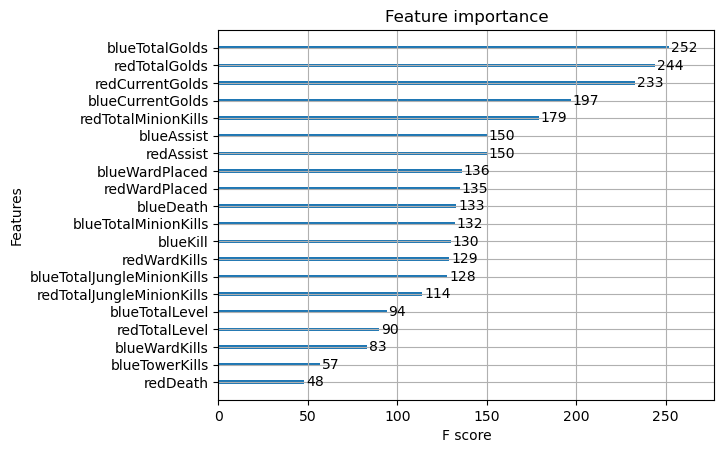 Feature importance
blueTotalGolds 252
redTotalGolds 244
redCurrentGolds 233
blueCurrentGolds 197
redTotalMinionKills 179
blueAssist 150
redAssist 150
blueWardPlaced 136
redWardPlaced 135
blueDeath 133
blueTotalMinionKills 132
blueKill 130
redWardKills 129
blueTotalJungleMinionKills 128
redTotalJungleMinionKills 114
blueTotalLevel 94
redTotalLevel 90
blueWardKills 83
blueTowerKills 57
redDeath 48
Features
0 50 100 150 200 250
F score